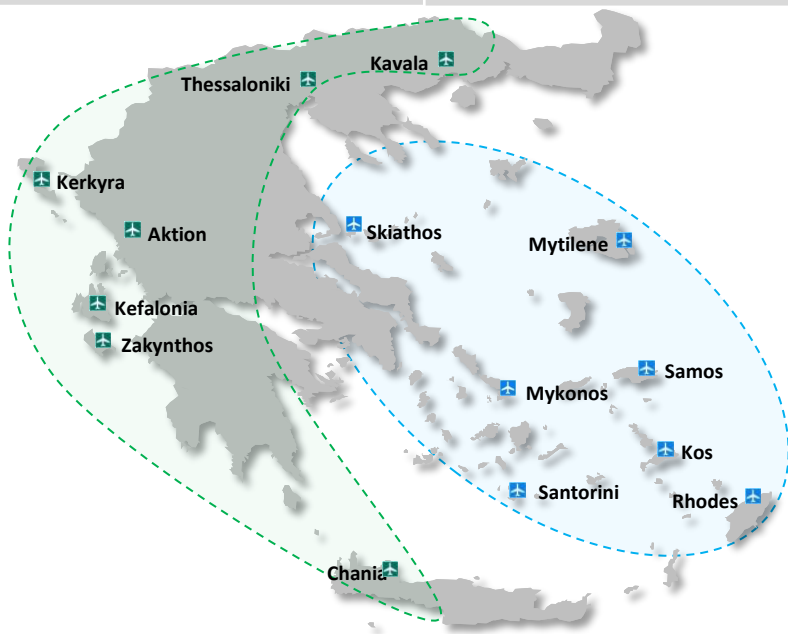 Kavala
Thessaloniki
Kerkyra
Skiathos
Aktion
Mytilene
Kefalonia
Zakynthos
Samos
Mykonos
Kos
Santorini
Rhodes
Chania